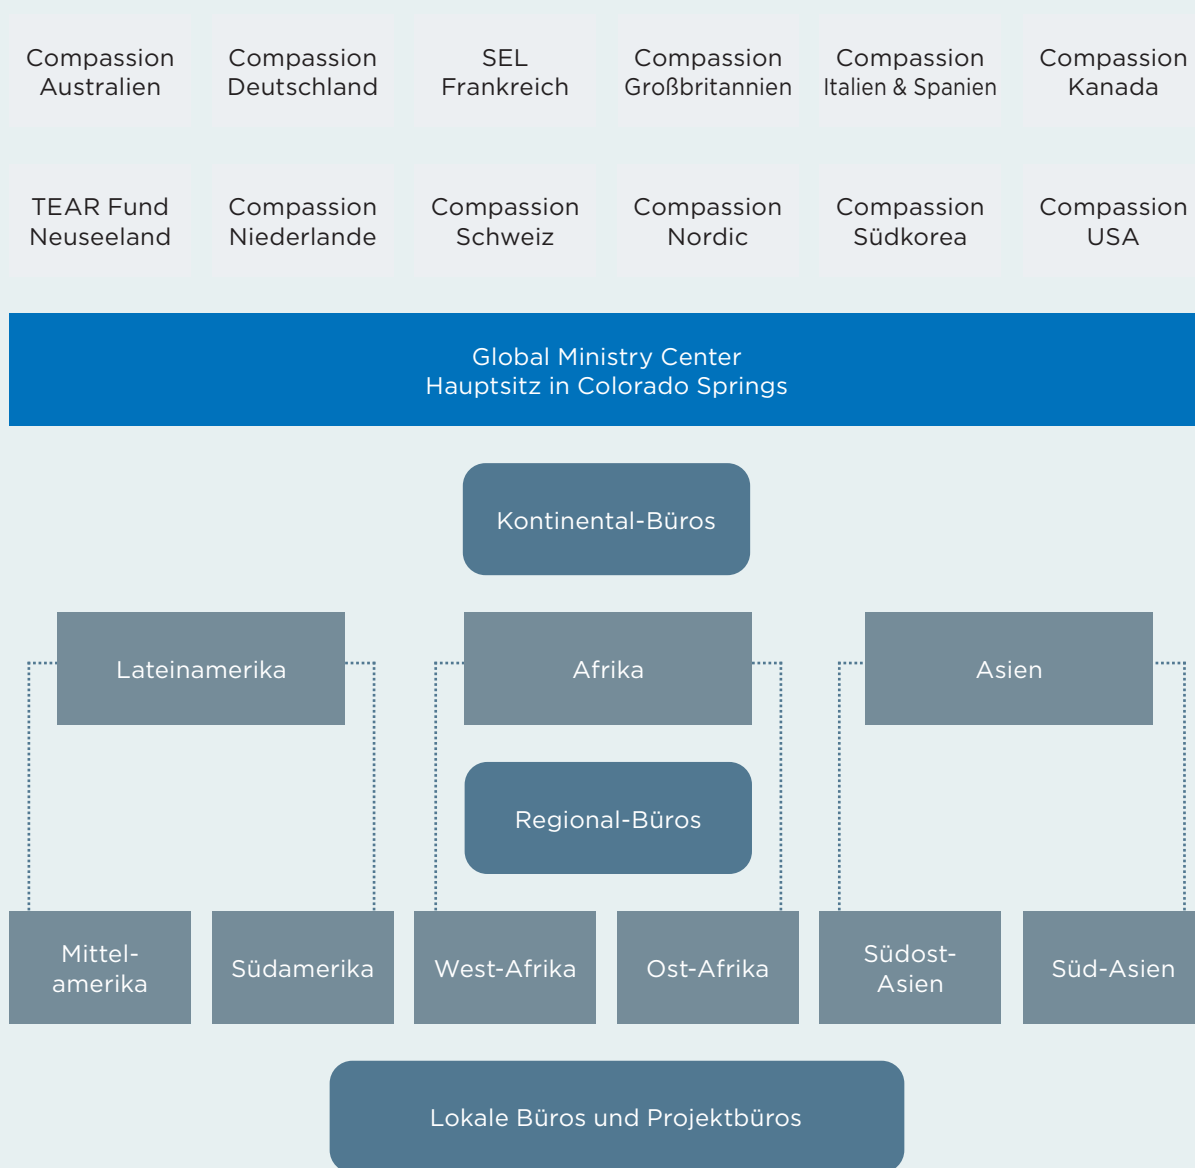 Compassion
Australien
Compassion
Deutschland
SEL
Frankreich
Compassion
Großbritannien
Compassion
Italien & Spanien
Compassion
Kanada
TEAR Fund
Neuseeland
Compassion
Niederlande
Compassion
Schweiz
Compassion
Nordic
Compassion
Südkorea
Compassion
USA
Global Ministry Center
Hauptsitz in Colorado Springs
Kontinental-Büros
Lateinamerika
Afrika
Asien
Regional-Büros
Mittel-
amerika
Südamerika
West-Afrika
Ost-Afrika
Südost-
Asien
Süd-Asien
Lokale Büros und Projektbüros